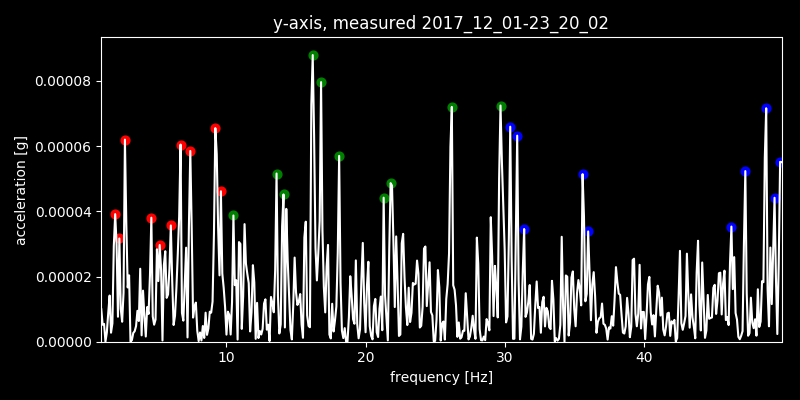 y-axis, measured 2017_12_01-23_20_02
0.00008
0.00006
0.00004
0.00002
0.00000
acceleration [g]
10 20 30 40
frequency [Hz]